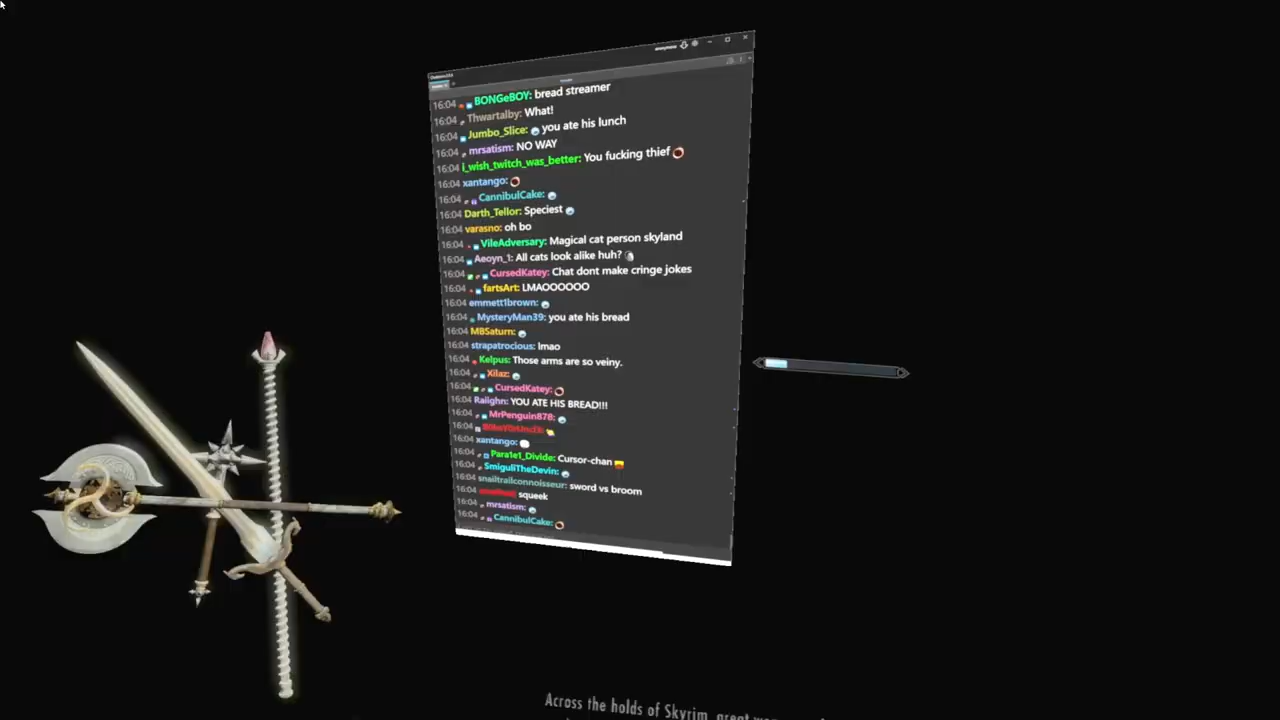 16:04 BONGeBOY: bread streamer
16:04 Thwartalby: What!
16:04 Jumbo_Slice: you ate his lunch
16:04 mrsatism: NO WAY
16:04 i_wish_twitch_was_better: You fucking thief
16:04 xantango:
16:04 CannibulCake:
16:04 Darth_Tellor: Speciest
16:04 varasno: oh bo
16:04 VileAdversary: Magical cat person skyland
16:04 Aeoyn_1: All cats look alike huh?
16:04 CursedKatey: Chat dont make cringe jokes
16:04 fartsArt: LMAOOOOOO
16:04 emmett1brown:
16:04 MysteryMan39: you ate his bread
16:04 MBSaturn:
16:04 strapatrocious: lmao
16:04 Kelpus: Those arms are so veiny.
16:04 Xilaz:
16:04 CursedKatey:
16:04 Raiighn: YOU ATE HIS BREAD!!!
16:04 MrPenguin878:
16:04
16:04 xantango:
16:04 Para1e1_Divide: Cursor-chan
16:04 SmiguliTheDevin:
16:04 snailtrailconnoisseur: sword vs broom
16:04 squeek
16:04 mrsatism:
16:04 CannibulCake:
Across the holds of Skyrim, great